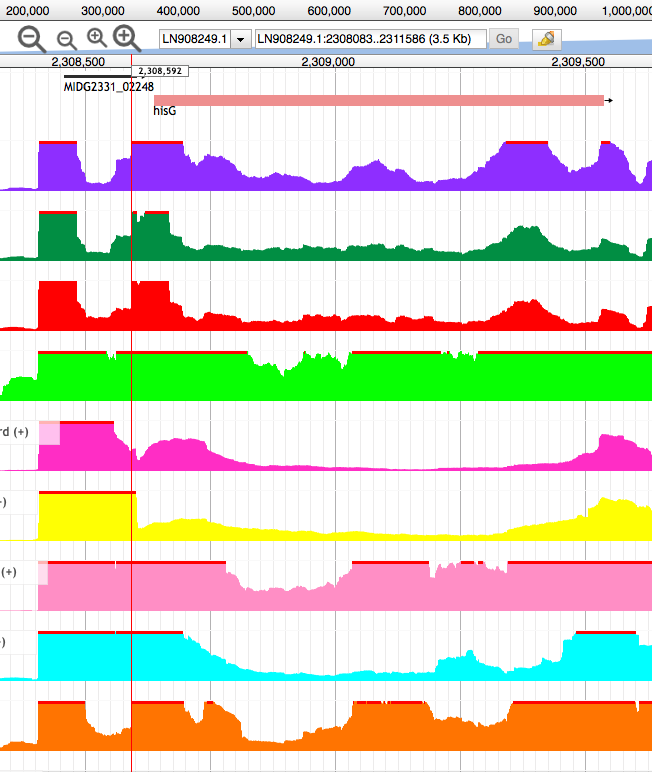 200,000 300,000 400,000 500,000 600,000 700,000 800,000 900,000 1,000,000
LN908249.1 LN908249.1:2308083..2311586 (3.5 Kb) Go
2,308,500 2,309,000 2,309,500
2,308,592
MIDG2331_02248
hisG
rd (+)
-)
(+)
-)